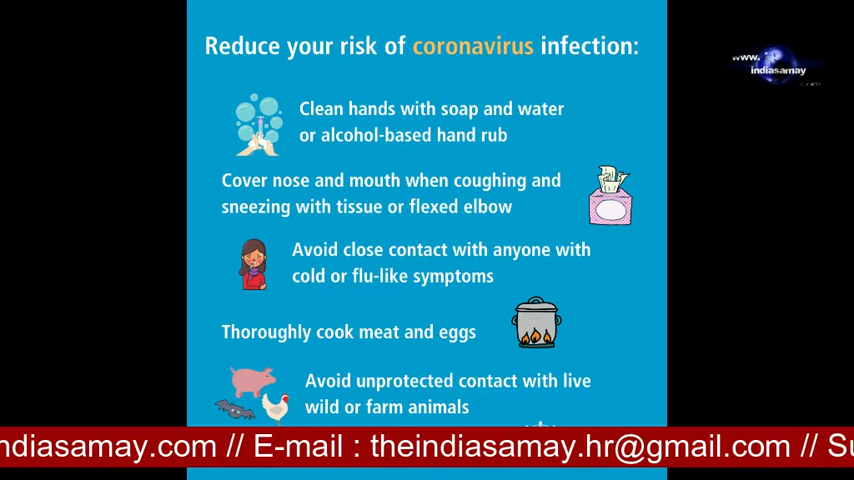 Reduce your risk of coronavirus infection:
www.
indiasamay
.com
Clean hands with soap and water
or alcohol-based hand rub
Cover nose and mouth when coughing and
sneezing with tissue or flexed elbow
Avoid close contact with anyone with
cold or flu-like symptoms
Thoroughly cook meat and eggs
Avoid unprotected contact with live
wild or farm animals
ndiasamay.com // E-mail : theindiasamay.hr@gmail.com // Su